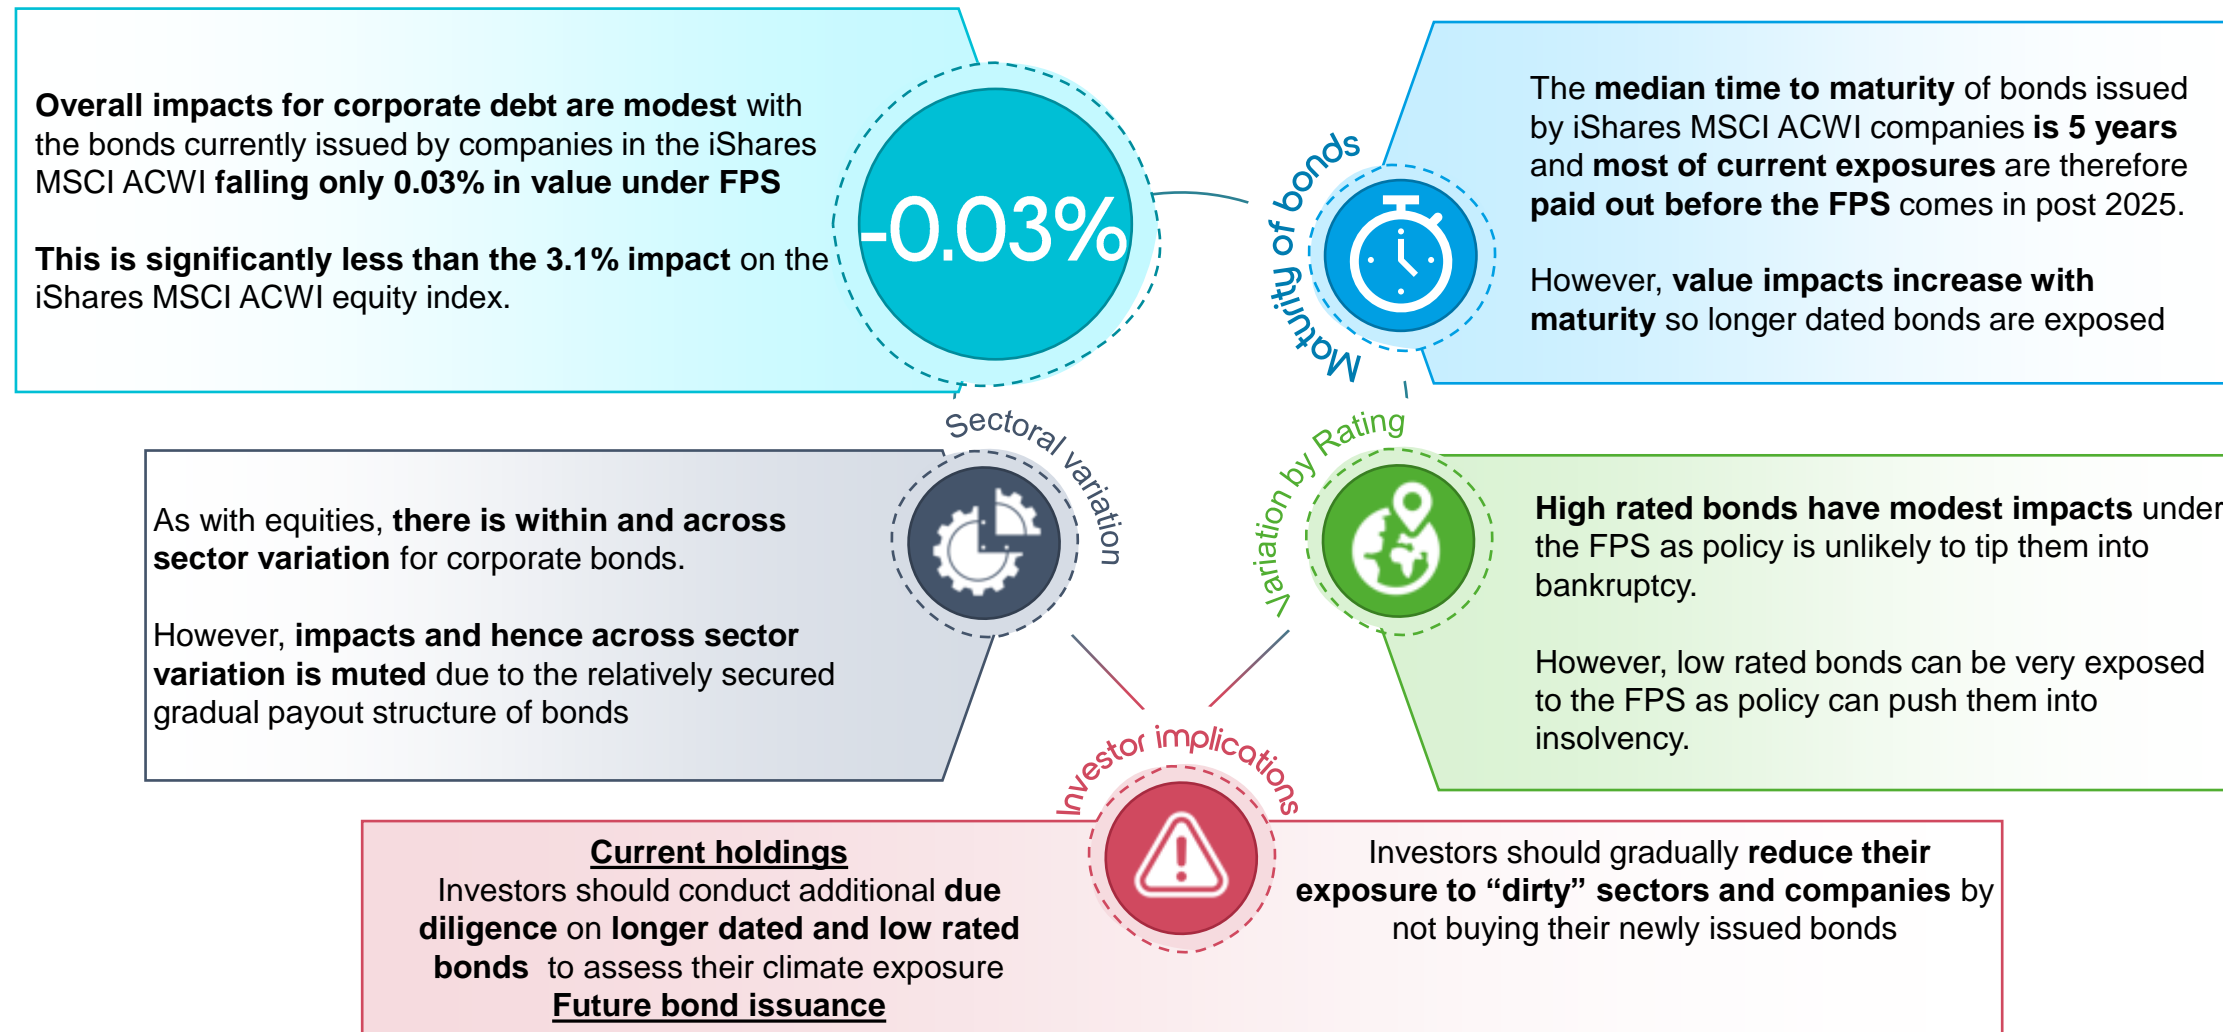 Overall impacts for corporate debt are modest with
the bonds currently issued by companies in the iShares
MSCI ACWI falling only 0.03% in value under FPS
This is significantly less than the 3.1% impact on the
iShares MSCI ACWI equity index.
-0.03%
Maturity of bonds
The median time to maturity of bonds issued
by iShares MSCI ACWI companies is 5 years
and most of current exposures are therefore
paid out before the FPS comes in post 2025.
However, value impacts increase with
maturity so longer dated bonds are exposed
Sectoral variation
As with equities, there is within and across
sector variation for corporate bonds.
However, impacts and hence across sector
variation is muted due to the relatively secured
gradual payout structure of bonds
Variation by Rating
High rated bonds have modest impacts under
the FPS as policy is unlikely to tip them into
bankruptcy.
However, low rated bonds can be very exposed
to the FPS as policy can push them into
insolvency.
Investor implications
Current holdings
Investors should conduct additional due
diligence on longer dated and low rated
bonds to assess their climate exposure
Future bond issuance
Investors should gradually reduce their
exposure to “dirty” sectors and companies by
not buying their newly issued bonds